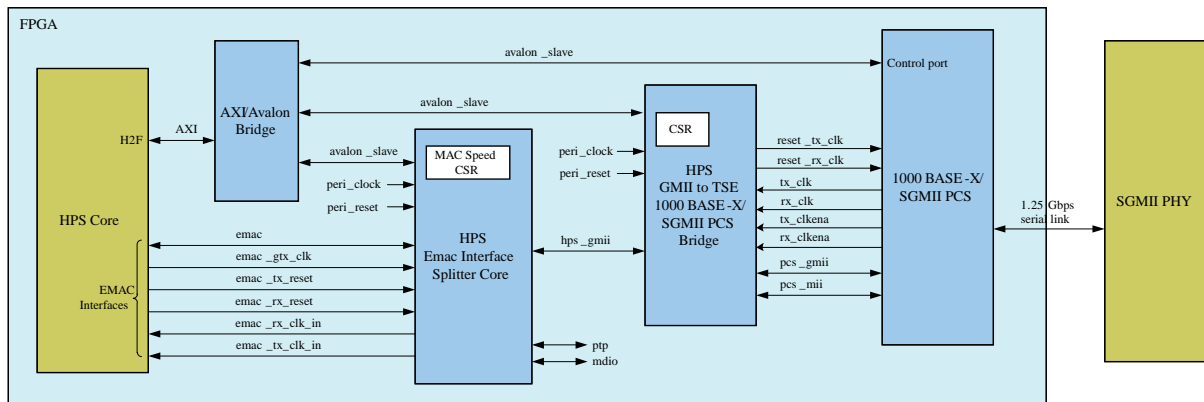 FPGA
HPS Core
H2F
AXI
EMAC
Interfaces
AXI/Avalon
Bridge
avalon _slave
avalon _slave
avalon _slave
peri_clock
peri_reset
emac
emac _gtx_clk
emac _tx_reset
emac _rx_reset
emac _rx_clk_in
emac _tx_clk_in
MAC Speed
CSR
HPS
Emac Interface
Splitter Core
hps _gmii
ptp
mdio
peri_clock
peri_reset
CSR
HPS
GMII to TSE
1000 BASE -X/
SGMII PCS
Bridge
reset _tx_clk
reset _rx_clk
tx_clk
rx_clk
tx_clkena
rx_clkena
pcs _gmii
pcs _mii
Control port
1000 BASE -X/
SGMII PCS
1.25 Gbps
serial link
SGMII PHY